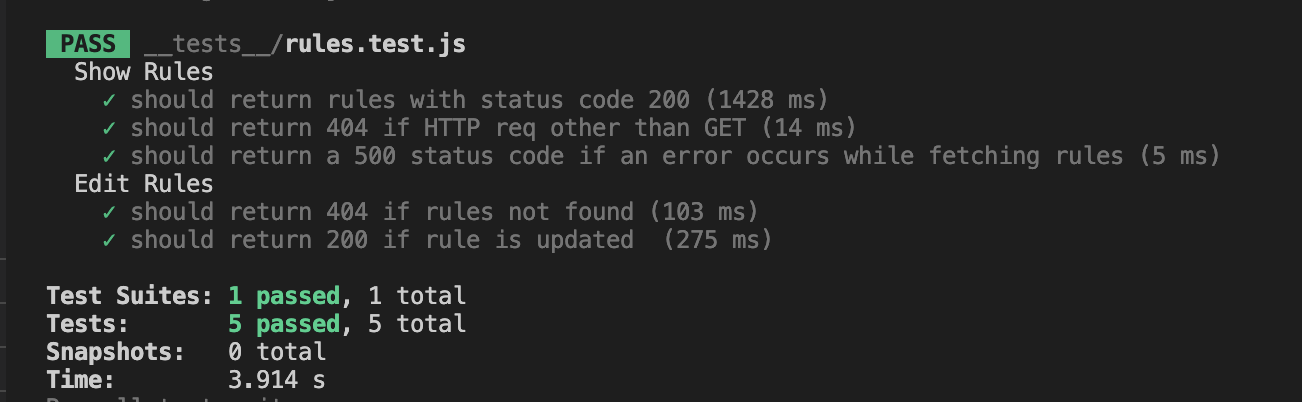 PASS __tests__/rules.test.js
Show Rules
✓ should return rules with status code 200 (1428 ms)
✓ should return 404 if HTTP req other than GET (14 ms)
✓ should return a 500 status code if an error occurs while fetching rules (5 ms)
Edit Rules
✓ should return 404 if rules not found (103 ms)
✓ should return 200 if rule is updated  (275 ms)
Test Suites: 1 passed, 1 total
Tests:       5 passed, 5 total
Snapshots:   0 total
Time:        3.914 s